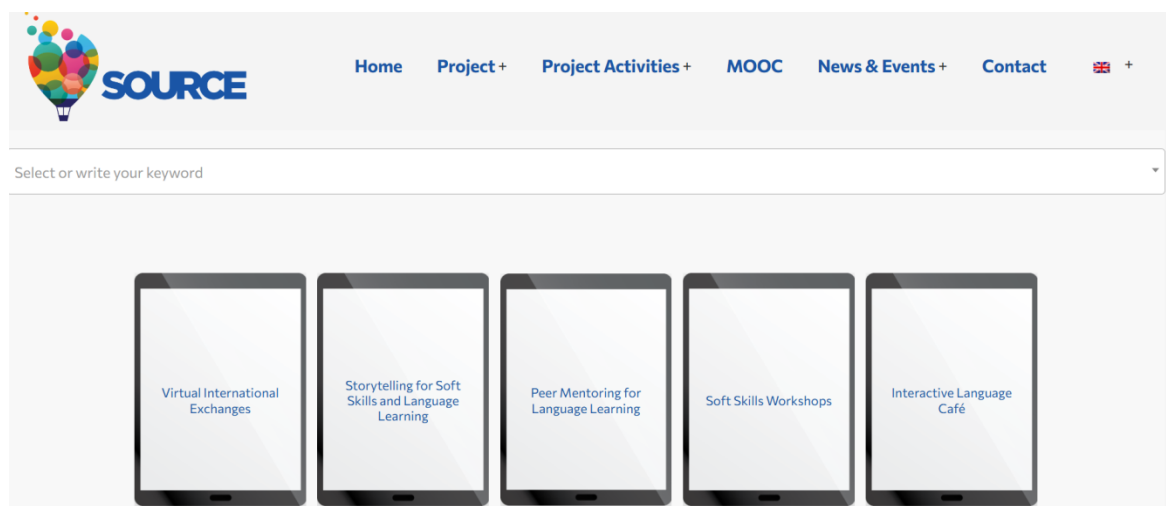 SOURCE
Home Project + Project Activities + MOOC News & Events + Contact +
Select or write your keyword
Virtual International
Exchanges
Storytelling for Soft
Skills and Language
Learning
Peer Mentoring for
Language Learning
Soft Skills Workshops
Interactive Language
Café